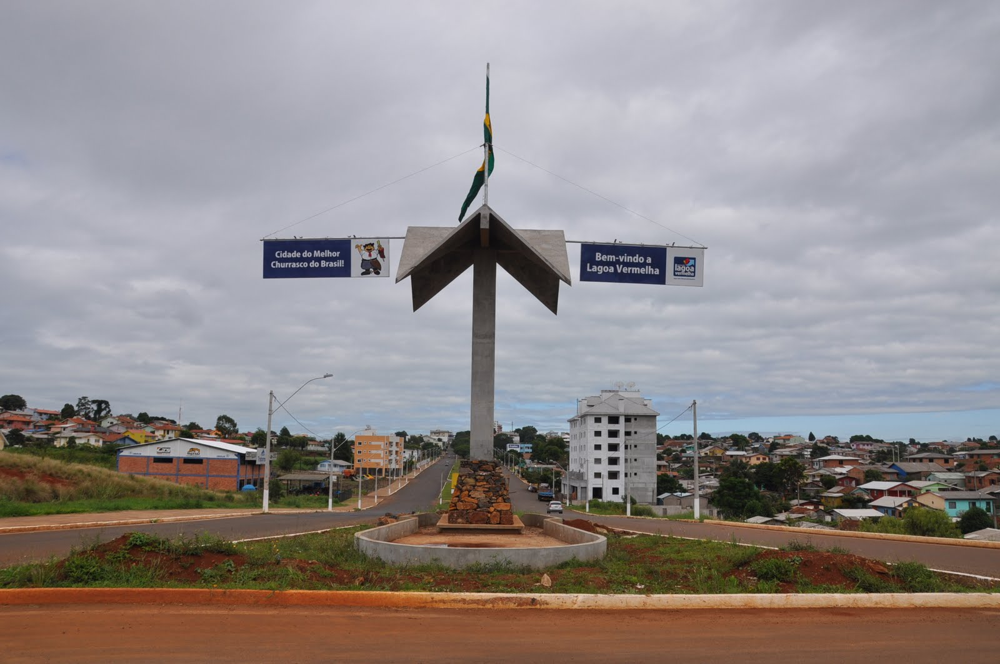 Cidade do Melhor
Churrasco do Brasil!
Bem-vindo a
Lagoa Vermelha
lagoa
vermelha